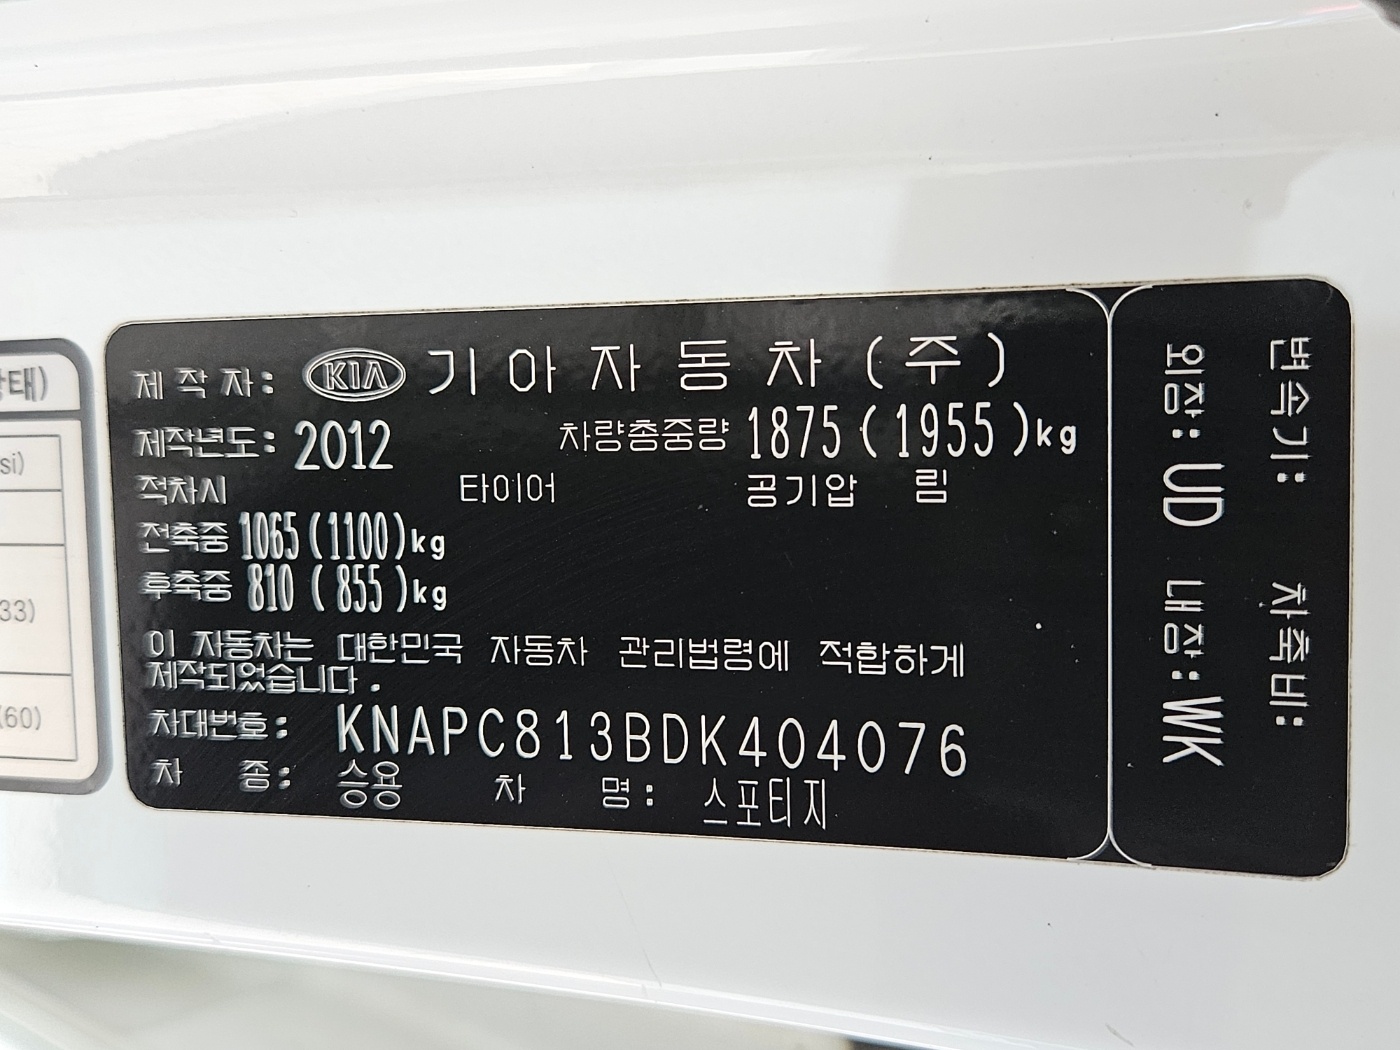 상태)
si)
33)
(60)
제 작 자: KIA 기 아 자 동 차 (주)
제작년도: 2012 차량총중량 1875 (1955)kg
적차시 타이어 공기압 림
전축중 1065(1100)kg
후축중 810 (855)kg
이 자동차는 대한민국 자동차 관리법령에 적합하게
제작되었습니다.
차대번호: KNAPC813BDK404076
차 종: 승용 차 명: 스포티지
변속기: 차축비:
외장: UD 내장: WK